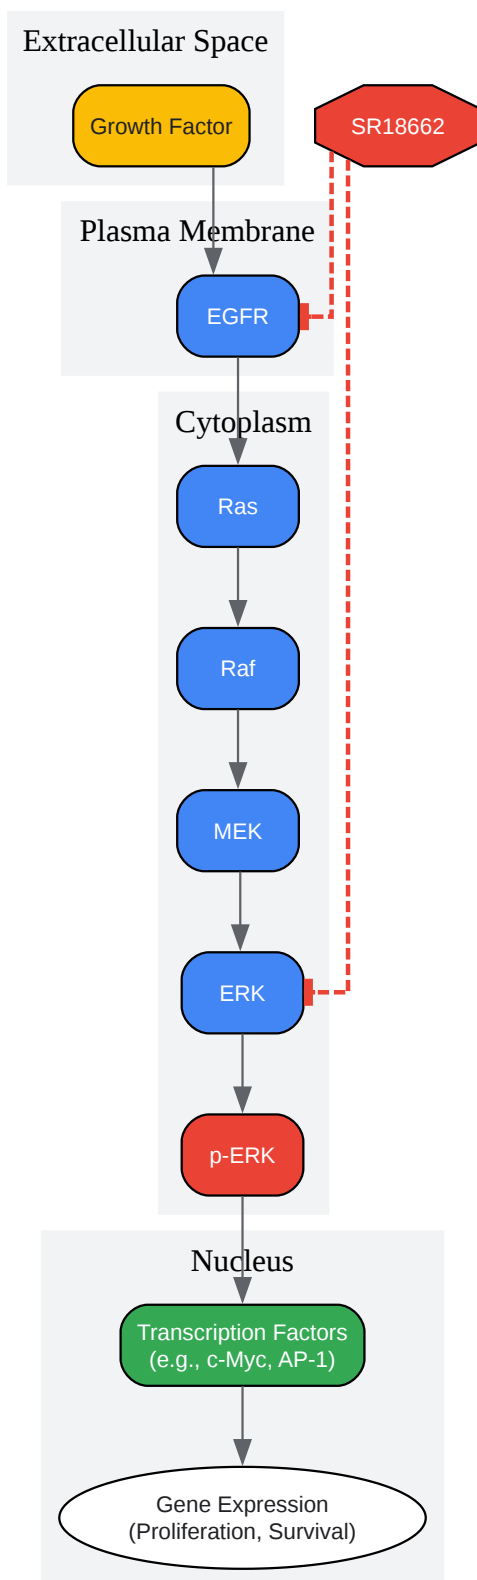 Extracellular Space
Growth Factor
SR18662
Plasma Membrane
EGFR
Cytoplasm
Ras
Raf
MEK
ERK
p-ERK
Nucleus
Transcription Factors
(e.g., c-Myc, AP-1)
Gene Expression
(Proliferation, Survival)